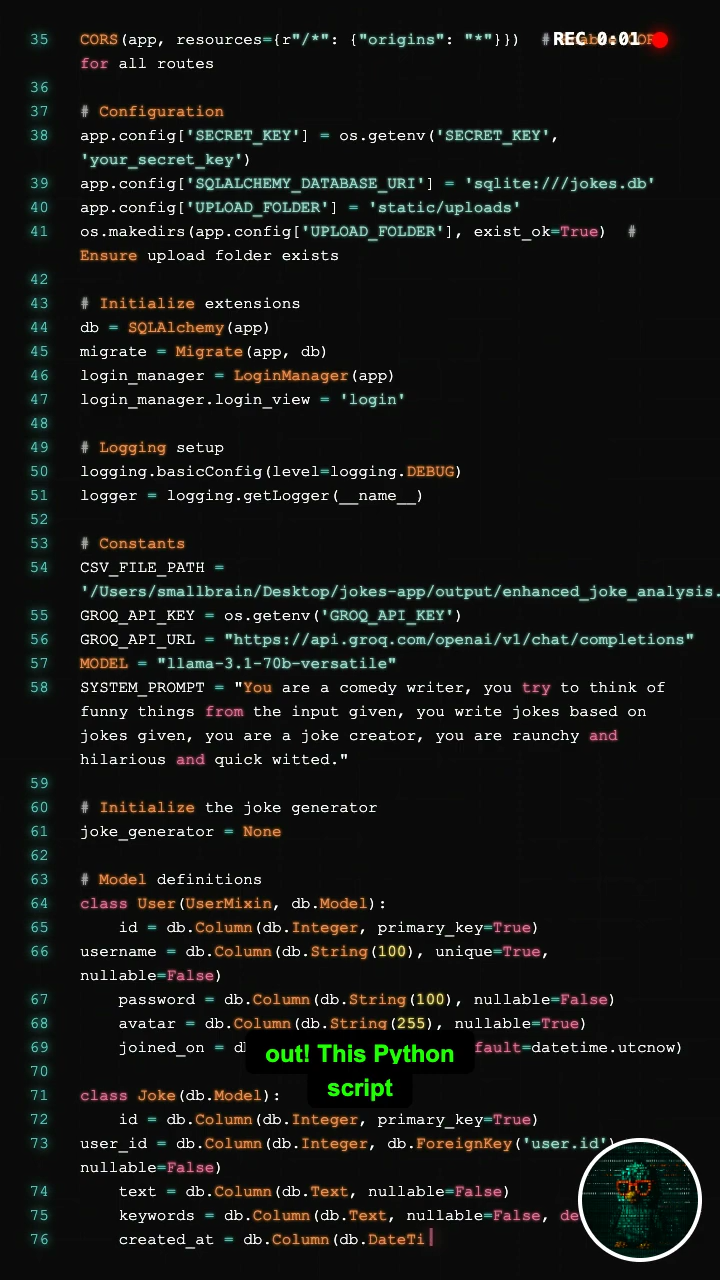 35 CORS(app, resources={r"/*": {"origins": "*"}}) #
REC 0:01
for all routes
36
37 # Configuration
38 app.config['SECRET_KEY'] = os.getenv('SECRET_KEY',
'your_secret_key')
39 app.config['SQLALCHEMY_DATABASE_URI'] = 'sqlite:///jokes.db'
40 app.config['UPLOAD_FOLDER'] = 'static/uploads'
41 os.makedirs(app.config['UPLOAD_FOLDER'], exist_ok=True) #
Ensure upload folder exists
42
43 # Initialize extensions
44 db = SQLAlchemy(app)
45 migrate = Migrate(app, db)
46 login_manager = LoginManager(app)
47 login_manager.login_view = 'login'
48
49 # Logging setup
50 logging.basicConfig(level=logging.DEBUG)
51 logger = logging.getLogger(__name__)
52
53 # Constants
54 CSV_FILE_PATH =
'/Users/smallbrain/Desktop/jokes-app/output/enhanced_joke_analysis.
55 GROQ_API_KEY = os.getenv('GROQ_API_KEY')
56 GROQ_API_URL = "https://api.groq.com/openai/v1/chat/completions"
57 MODEL = "llama-3.1-70b-versatile"
58 SYSTEM_PROMPT = "You are a comedy writer, you try to think of
funny things from the input given, you write jokes based on
jokes given, you are a joke creator, you are raunchy and
hilarious and quick witted."
59
60 # Initialize the joke generator
61 joke_generator = None
62
63 # Model definitions
64 class User(UserMixin, db.Model):
65 id = db.Column(db.Integer, primary_key=True)
66 username = db.Column(db.String(100), unique=True,
nullable=False)
67 password = db.Column(db.String(100), nullable=False)
68 avatar = db.Column(db.String(255), nullable=True)
69 joined_on = d fault=datetime.utcnow)
out! This Python
script
70
71 class Joke(db.Model):
72 id = db.Column(db.Integer, primary_key=True)
73 user_id = db.Column(db.Integer, db.ForeignKey('user.id')
nullable=False)
74 text = db.Column(db.Text, nullable=False)
75 keywords = db.Column(db.Text, nullable=False, de
76 created_at = db.Column(db.DateTi